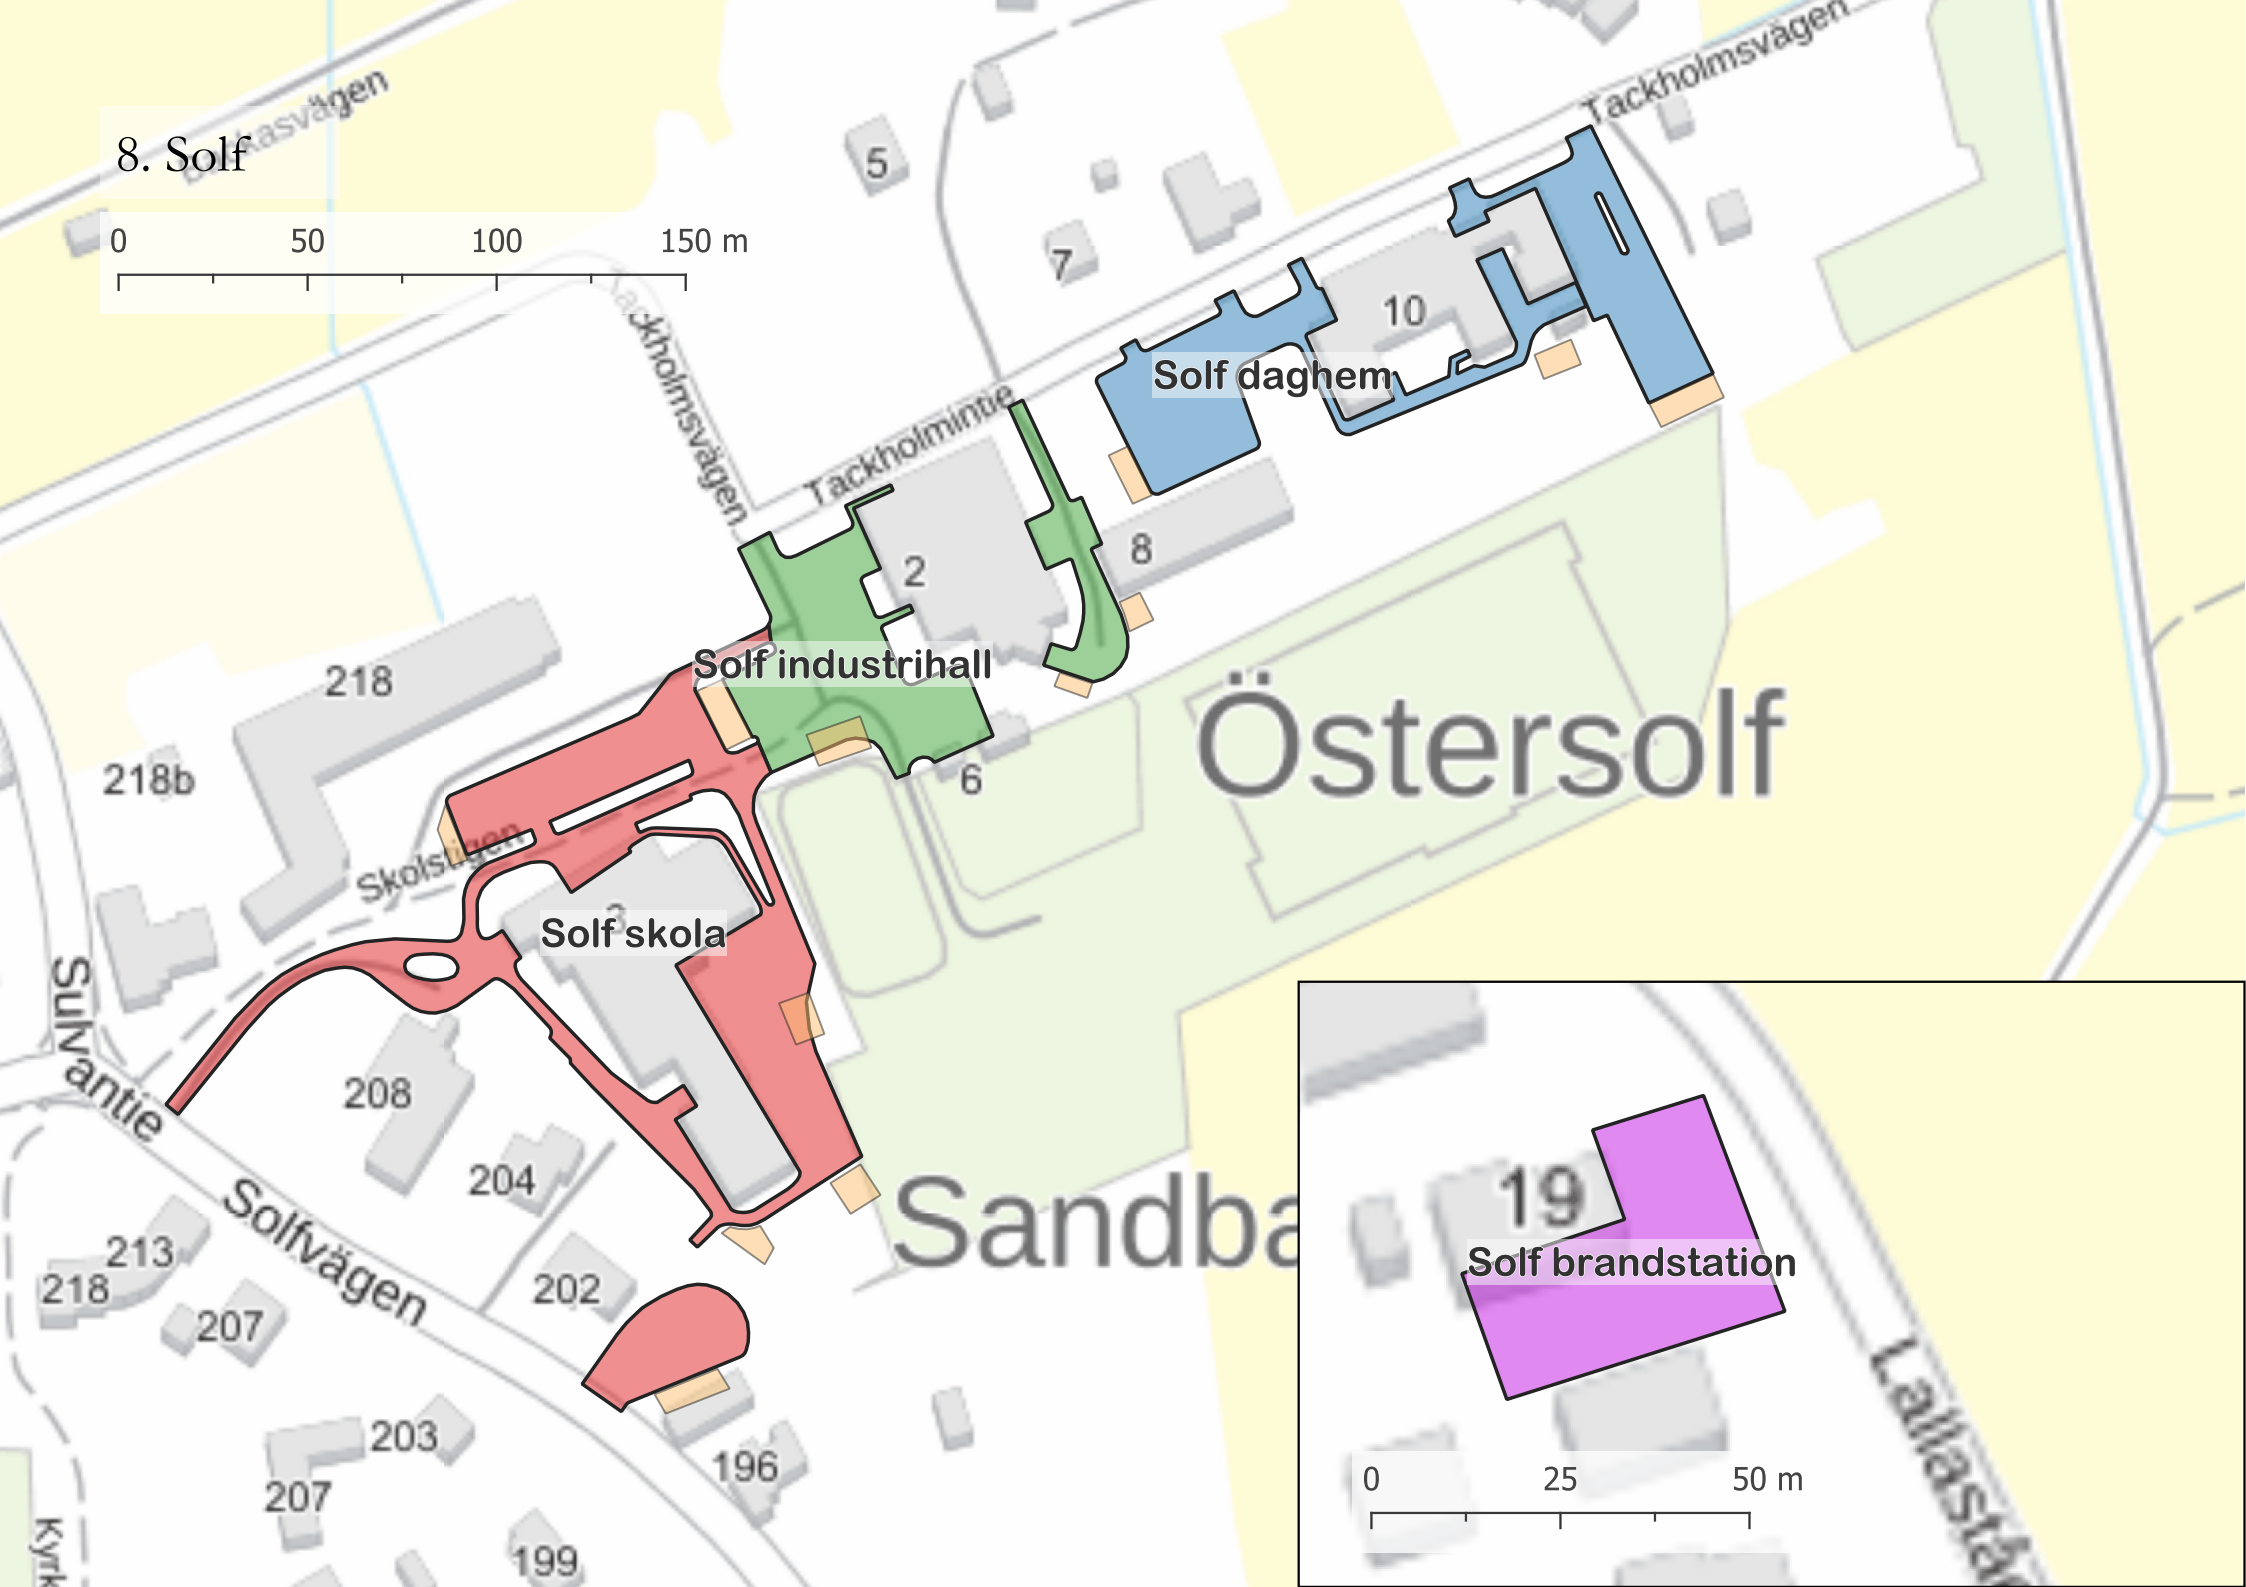 Tackholmsvägen
8. Solf
0 50 100 150 m
5
7
10
Tackholmsvägen
Solf daghem
Tackholmintie
2
8
Solf industrihall
218
218b
6
Östersolf
Skolstigen
3
Solf skola
Sulvantie
208
204
Sandba
Solfvägen
213
218
207
202
203
207
196
199
Kyrk
19
Solf brandstation
0 25 50 m